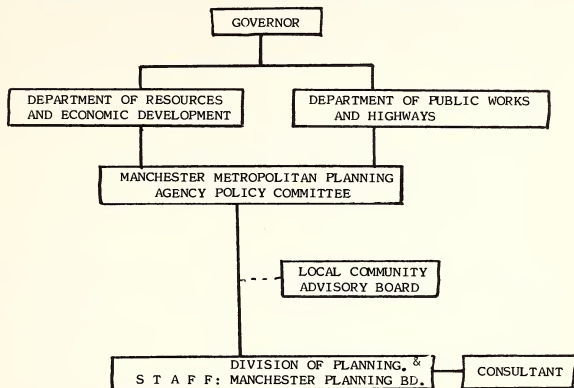 GOVERNOR
DEPARTMENT OF RESOURCES
AND ECONOMIC DEVELOPMENT
DEPARTMENT OF PUBLIC WORKS
AND HIGHWAYS
MANCHESTER METROPOLITAN PLANNING
AGENCY POLICY COMMITTEE
LOCAL COMMUNITY
ADVISORY BOARD
DIVISION OF PLANNING. &
S T A F F: MANCHESTER PLANNING BD.
CONSULTANT